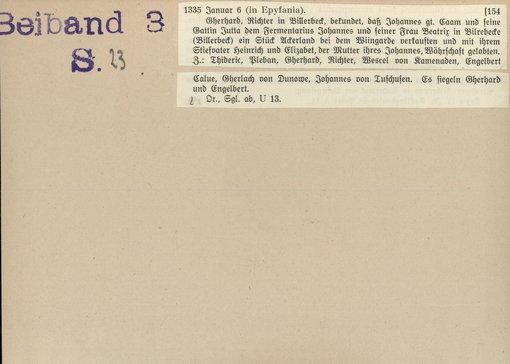 Beiband 3
S. 23
1335 Januar 6 (in Epyfania). [154
Gherhard, Richter in Billerbeck, bekundet, daß Johannes gt. Caam und seine
Gattin Jutta dem Fermentarius Johannes und seiner Frau Beatrix in Bilrebecke
(Billerbeck) ein Stück Ackerland bei dem Wiingarde verkauften und mit ihrem
Stiefvater Heinrich und Elizabet, der Mutter ihres Johannes, Währschaft gelobten.
Z.: Thideric, Pleban, Gherhard, Richter, Wescel von Kamenaden, Engelbert
Calue, Gherlach von Dunowe, Johannes von Tuschusen. Es siegeln Gherhard
und Engelbert.
Or., Sgl. ab, U 13.